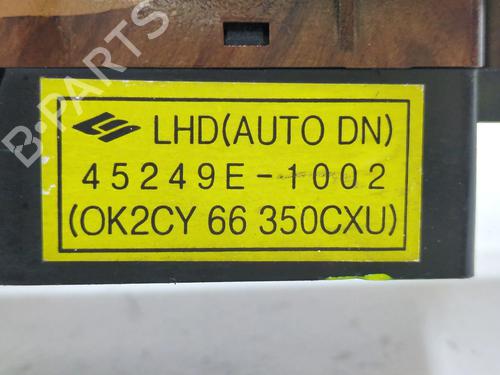 B-PARTS
LHD(AUTO DN)
45249E-1002
(OK2CY 66 350CXU)